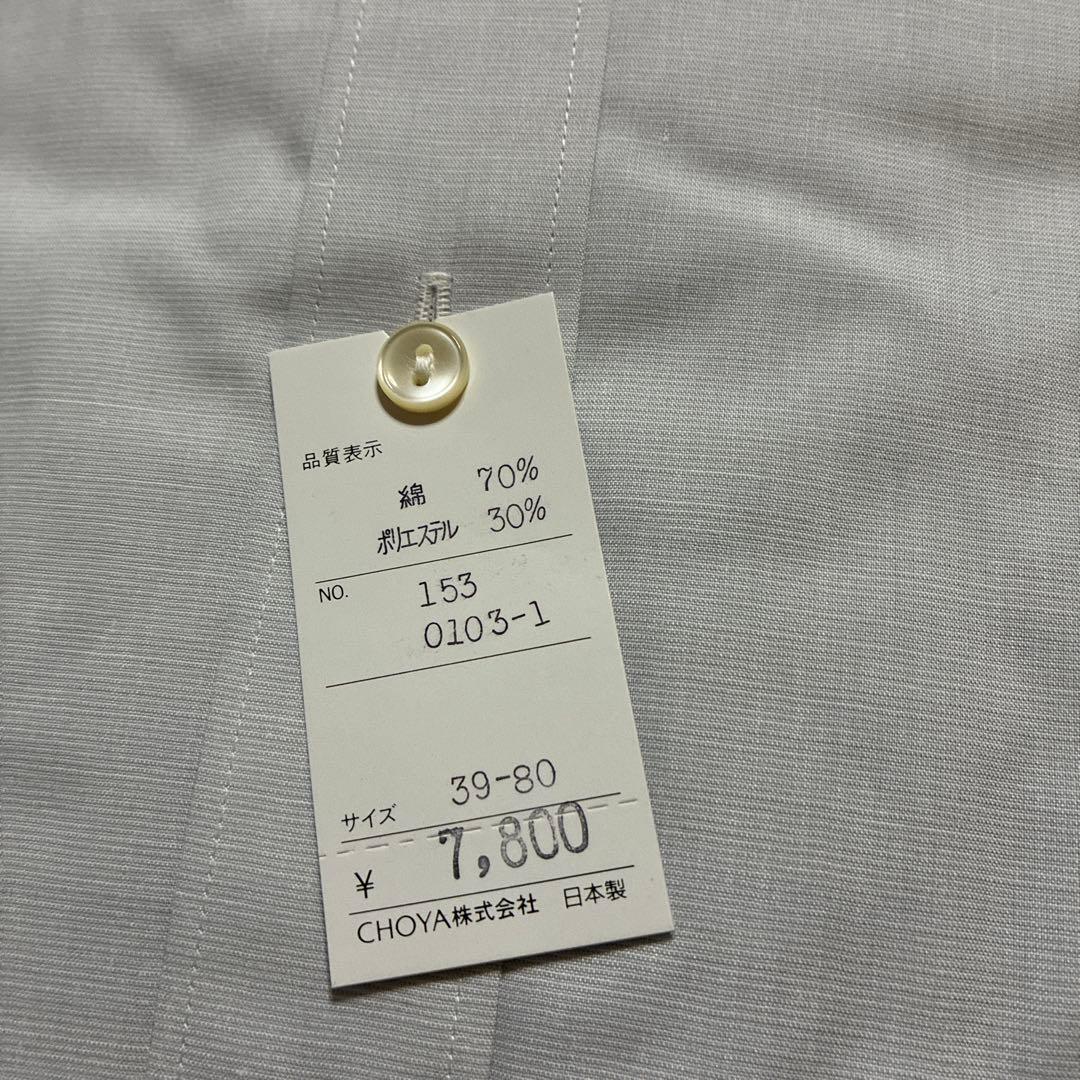 品質表示
綿 70%
ポリエステル 30%
NO. 153
0103-1
サイズ 39-80
¥ 7,800
CHOYA株式会社 日本製